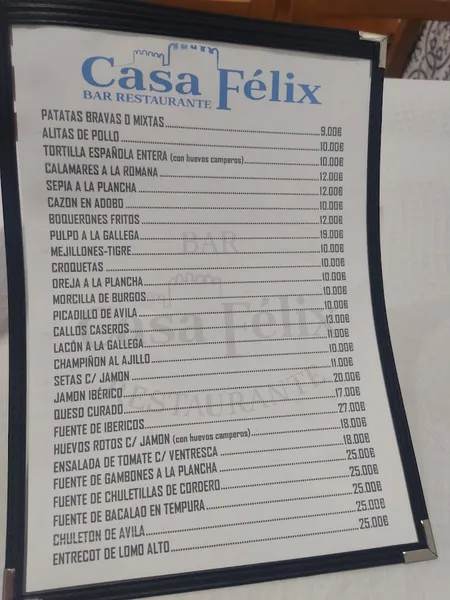 Casa Félix
BAR RESTAURANTE
PATATAS BRAVAS O MIXTAS 9.00€
ALITAS DE POLLO 10.00€
TORTILLA ESPAÑOLA ENTERA (con huevos camperos) 10.00€
CALAMARES A LA ROMANA 12.00€
SEPIA A LA PLANCHA 12.00€
CAZON EN ADOBO 10.00€
BOQUERONES FRITOS 12.00€
PULPO A LA GALLEGA 19.00€
MEJILLONES-TIGRE 10.00€
CROQUETAS 10.00€
OREJA A LA PLANCHA 10.00€
MORCILLA DE BURGOS 10.00€
PICADILLO DE AVILA 10.00€
CALLOS CASEROS 13.00€
LACÓN A LA GALLEGA 11.00€
CHAMPIÑON AL AJILLO 10.00€
SETAS C/ JAMON 11.00€
JAMON IBÉRICO 20.00€
QUESO CURADO 17.00€
FUENTE DE IBERICOS 27.00€
HUEVOS ROTOS C/ JAMON (con huevos camperos) 18.00€
ENSALADA DE TOMATE C/ VENTRESCA 18.00€
FUENTE DE GAMBONES A LA PLANCHA 25.00€
FUENTE DE CHULETILLAS DE CORDERO 25.00€
FUENTE DE BACALAO EN TEMPURA 25.00€
CHULETON DE AVILA 25.00€
ENTRECOT DE LOMO ALTO 25.00€
BAR
Casa Félix
RESTAURANTE